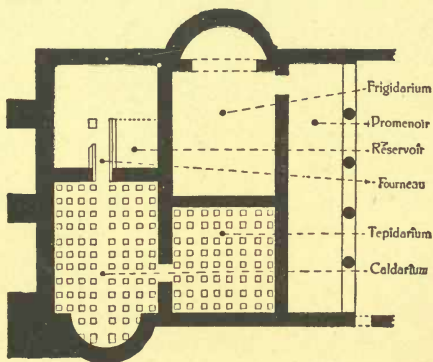 Frigidarium
Promenoir
Réservoir
Fourneau
Tepidarium
Caldarium